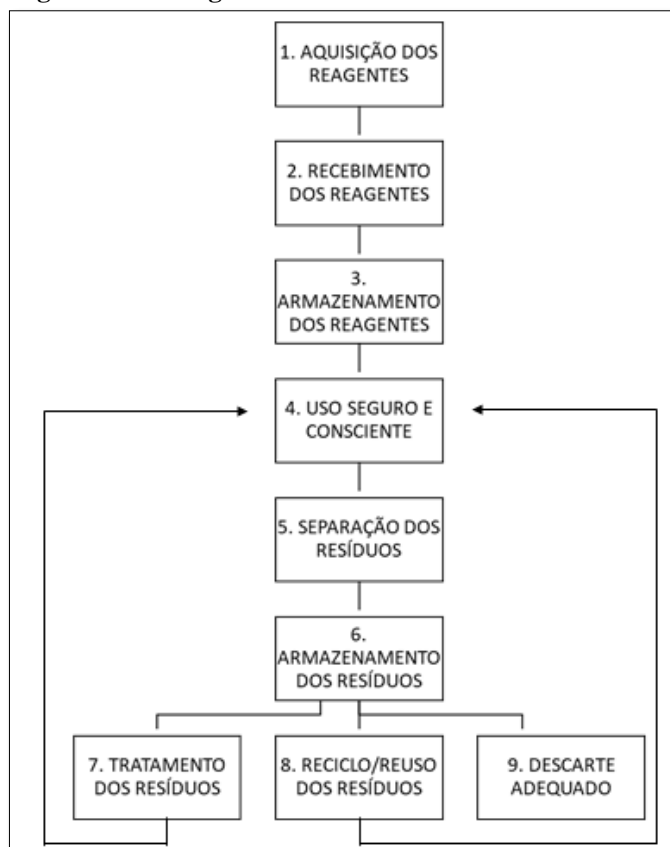 1. AQUISIÇÃO DOS
REAGENTES
2. RECEBIMENTO
DOS REAGENTES
3.
ARMAZENAMENTO
DOS REAGENTES
4. USO SEGURO E
CONSCIENTE
5. SEPARAÇÃO DOS
RESÍDUOS
6.
ARMAZENAMENTO
DOS RESÍDUOS
7. TRATAMENTO
DOS RESÍDUOS
8. RECICLO/REUSO
DOS RESÍDUOS
9. DESCARTE
ADEQUADO